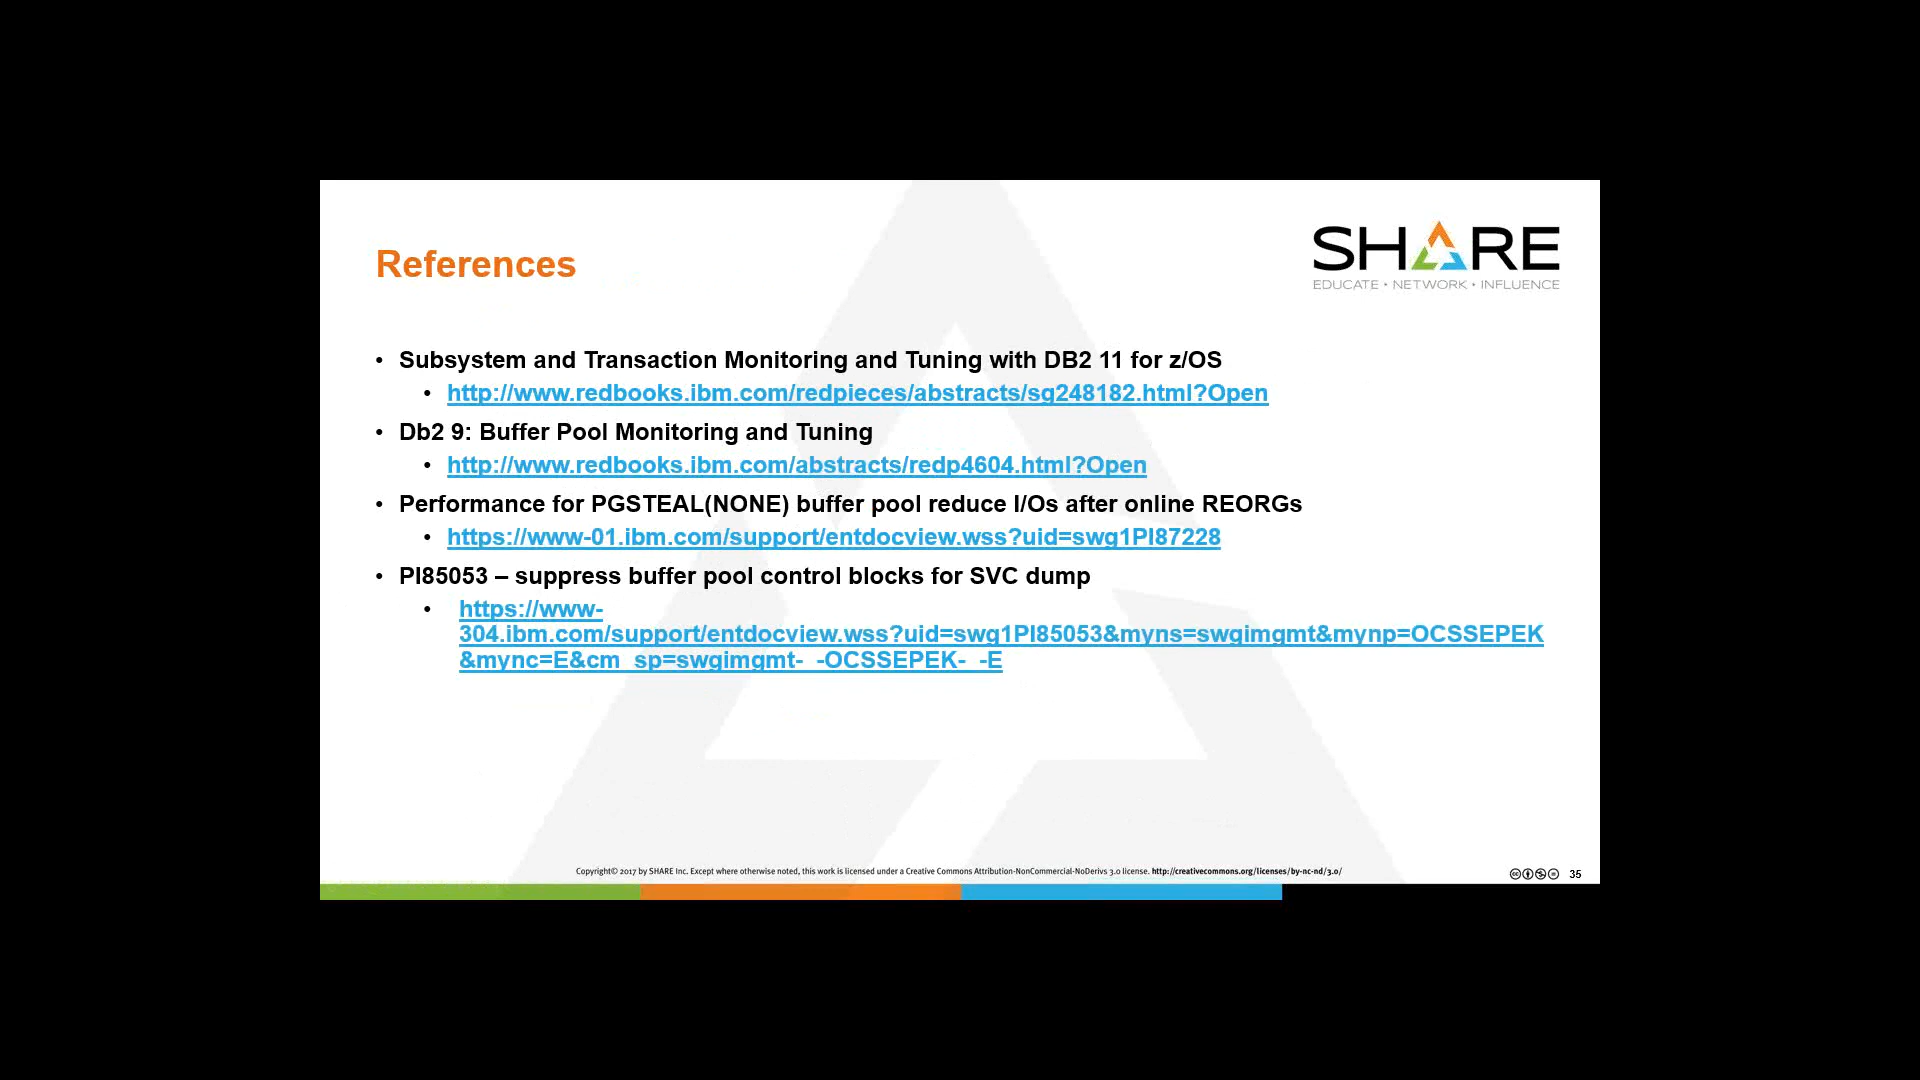 References
SHARE
EDUCATE • NETWORK • INFLUENCE
• Subsystem and Transaction Monitoring and Tuning with DB2 11 for z/OS
• http://www.redbooks.ibm.com/redpieces/abstracts/sg248182.html?Open
• Db2 9: Buffer Pool Monitoring and Tuning
• http://www.redbooks.ibm.com/abstracts/redp4604.html?Open
• Performance for PGSTEAL(NONE) buffer pool reduce I/Os after online REORGs
• https://www-01.ibm.com/support/entdocview.wss?uid=swg1PI87228
• PI85053 – suppress buffer pool control blocks for SVC dump
• https://www-
304.ibm.com/support/entdocview.wss?uid=swg1PI85053&myns=swgimgmt&mynp=OCSSEPEK
&mync=E&cm_sp=swgimgmt-_-OCSSEPEK-_-E
Copyright© 2017 by SHARE Inc. Except where otherwise noted, this work is licensed under a Creative Commons Attribution-NonCommercial-NoDerivs 3.0 license. http://creativecommons.org/licenses/by-nc-nd/3.0/
35